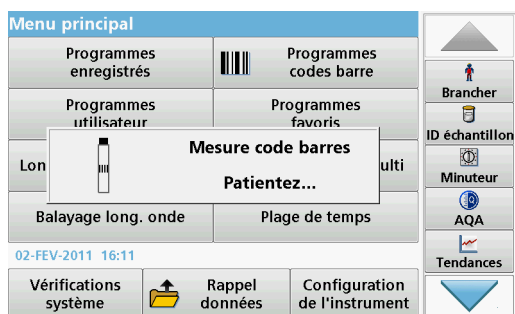 Menu principal
Programmes
enregistrés
Programmes
codes barre
Programmes
utilisateur
Programmes
favoris
Mesure code barres
Patientez...
Lon
ulti
Balayage long. onde
Plage de temps
02-FEV-2011 16:11
Vérifications
système
Rappel
données
Configuration
de l'instrument
Brancher
ID échantillon
Minuteur
AQA
Tendances